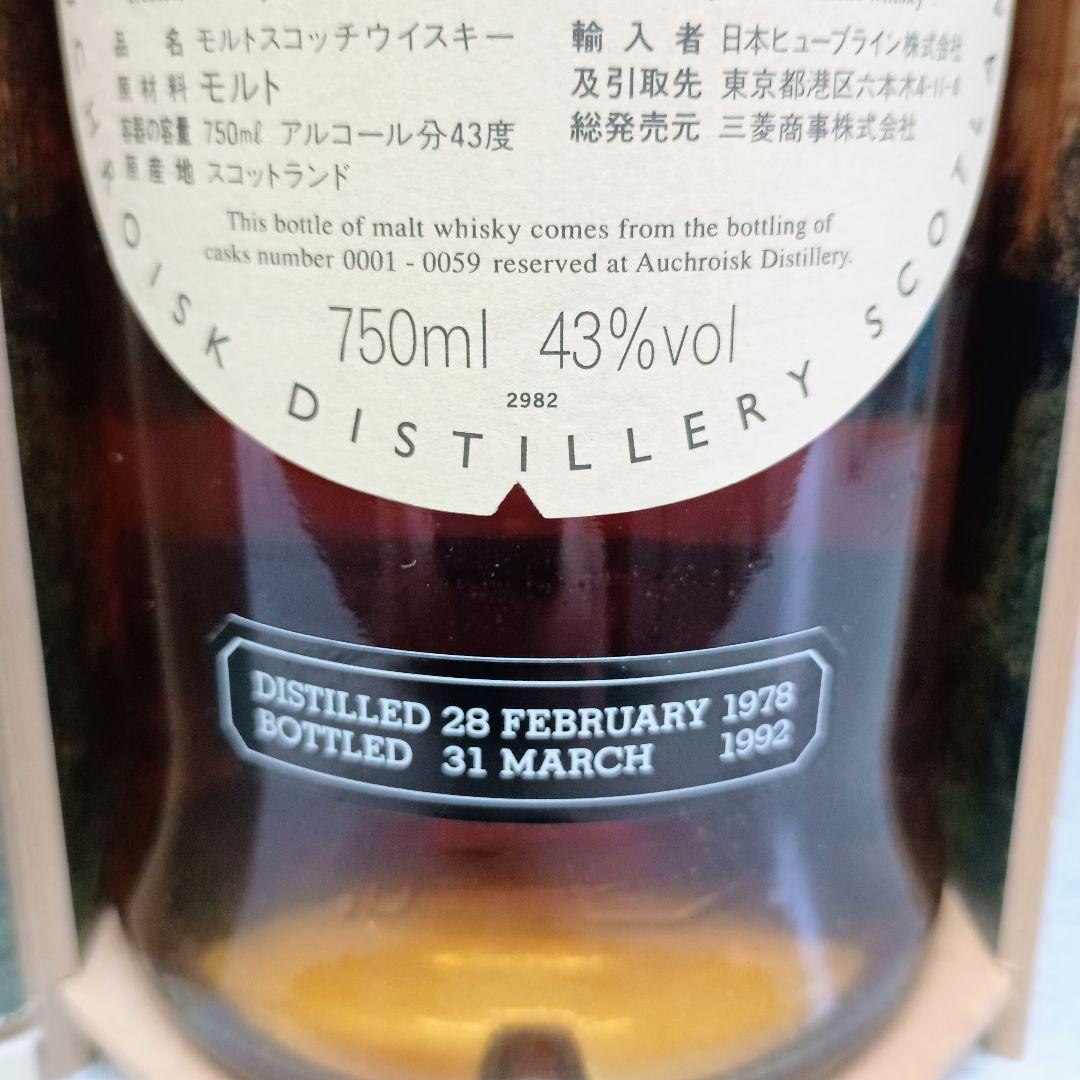 品名 モルトスコッチウイスキー
原材料 モルト
容器の容量 750ml アルコール分43度
原産地 スコットランド
輸入者 日本ヒューブライン株式会社
及引取先 東京都港区六本木4-11-
総発売元 三菱商事株式会社
This bottle of malt whisky comes from the bottling of
casks number 0001 - 0059 reserved at Auchroisk Distillery.
750ml 43%vol
2982
OISK DISTILLERY SCO
DISTILLED 28 FEBRUARY 1978
BOTTLED 31 MARCH 1992